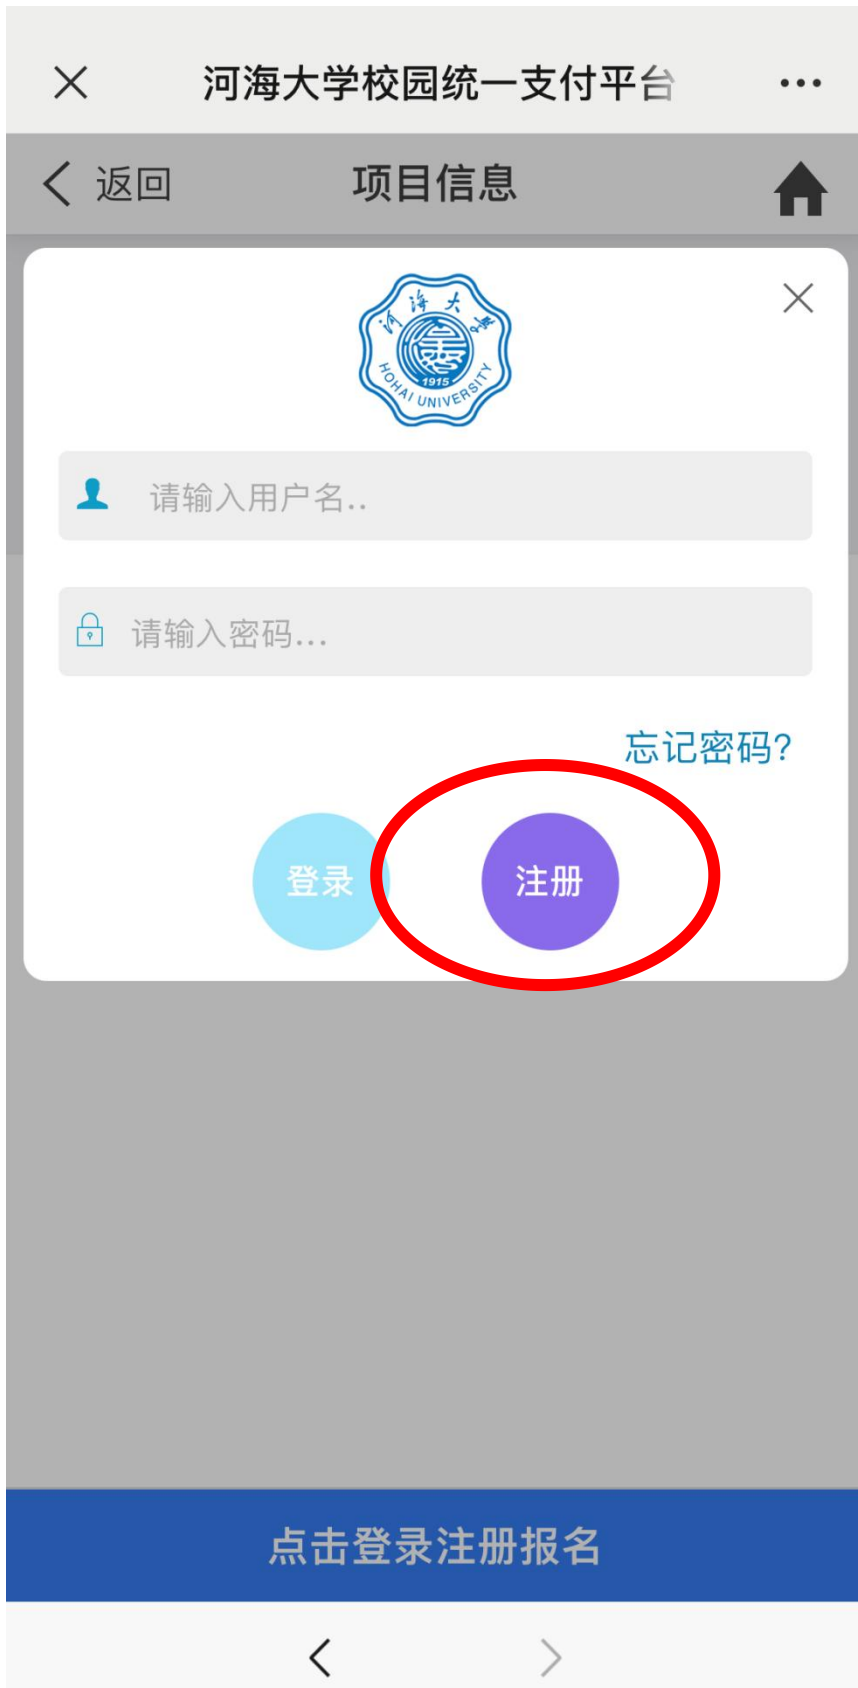 河海大学校园统一支付平台
返回
项目信息
河海大学
1915
HOHAI UNIVERSITY
请输入用户名..
请输入密码...
忘记密码?
登录
注册
点击登录注册报名